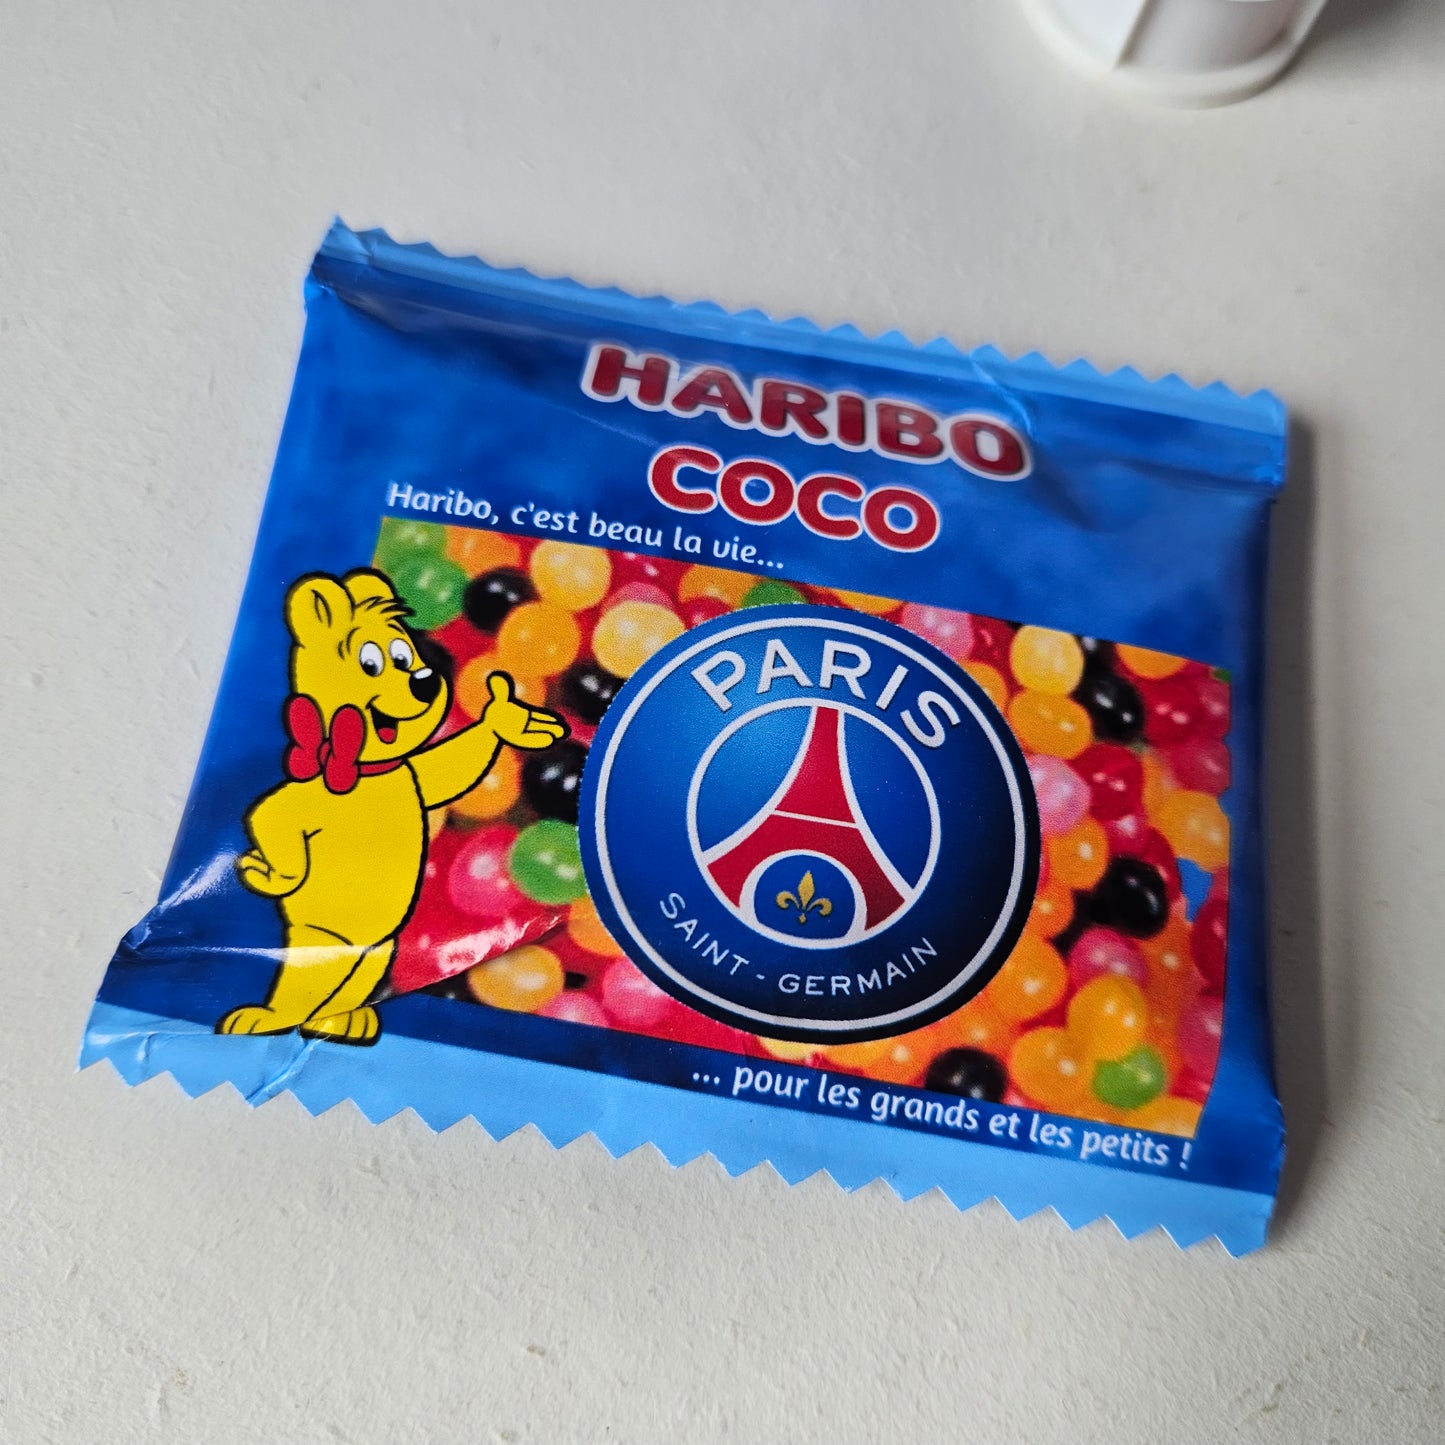 HARIBO
COCO
Haribo, c'est beau la vie...
PARIS
SAINT - GERMAIN
... pour les grands et les petits !